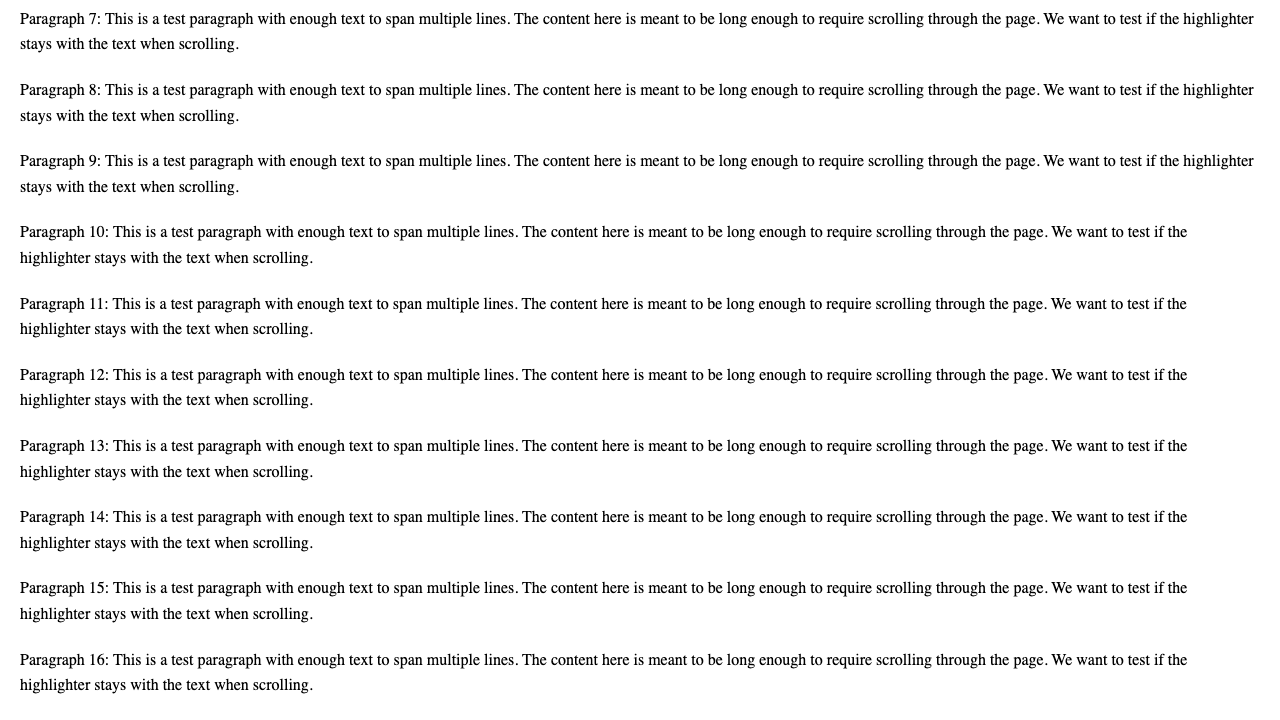 Paragraph 7: This is a test paragraph with enough text to span multiple lines. The content here is meant to be long enough to require scrolling through the page. We want to test if the highlighter
stays with the text when scrolling.
Paragraph 8: This is a test paragraph with enough text to span multiple lines. The content here is meant to be long enough to require scrolling through the page. We want to test if the highlighter
stays with the text when scrolling.
Paragraph 9: This is a test paragraph with enough text to span multiple lines. The content here is meant to be long enough to require scrolling through the page. We want to test if the highlighter
stays with the text when scrolling.
Paragraph 10: This is a test paragraph with enough text to span multiple lines. The content here is meant to be long enough to require scrolling through the page. We want to test if the
highlighter stays with the text when scrolling.
Paragraph 11: This is a test paragraph with enough text to span multiple lines. The content here is meant to be long enough to require scrolling through the page. We want to test if the
highlighter stays with the text when scrolling.
Paragraph 12: This is a test paragraph with enough text to span multiple lines. The content here is meant to be long enough to require scrolling through the page. We want to test if the
highlighter stays with the text when scrolling.
Paragraph 13: This is a test paragraph with enough text to span multiple lines. The content here is meant to be long enough to require scrolling through the page. We want to test if the
highlighter stays with the text when scrolling.
Paragraph 14: This is a test paragraph with enough text to span multiple lines. The content here is meant to be long enough to require scrolling through the page. We want to test if the
highlighter stays with the text when scrolling.
Paragraph 15: This is a test paragraph with enough text to span multiple lines. The content here is meant to be long enough to require scrolling through the page. We want to test if the
highlighter stays with the text when scrolling.
Paragraph 16: This is a test paragraph with enough text to span multiple lines. The content here is meant to be long enough to require scrolling through the page. We want to test if the
highlighter stays with the text when scrolling.